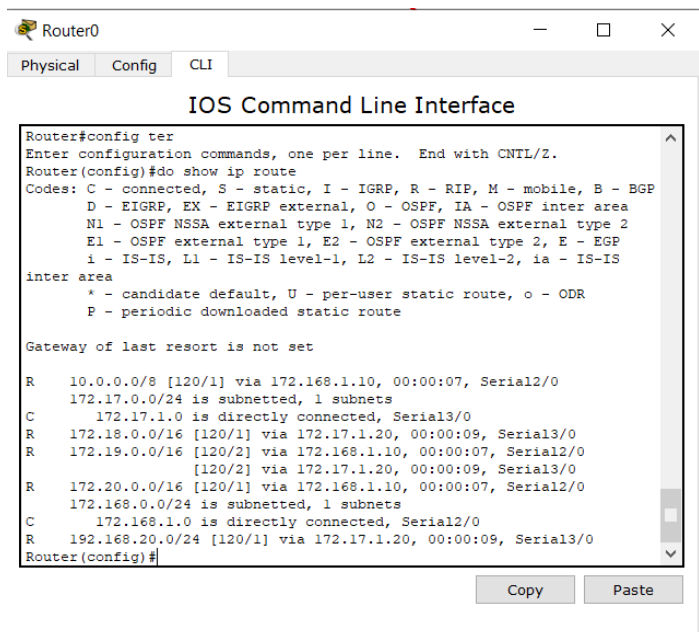 Router0
Physical Config CLI
IOS Command Line Interface
Router#config ter
Enter configuration commands, one per line.  End with CNTL/Z.
Router(config)#do show ip route
Codes: C - connected, S - static, I - IGRP, R - RIP, M - mobile, B - BGP
       D - EIGRP, EX - EIGRP external, O - OSPF, IA - OSPF inter area
       N1 - OSPF NSSA external type 1, N2 - OSPF NSSA external type 2
       E1 - OSPF external type 1, E2 - OSPF external type 2, E - EGP
       i - IS-IS, L1 - IS-IS level-1, L2 - IS-IS level-2, ia - IS-IS
inter area
       * - candidate default, U - per-user static route, o - ODR
       P - periodic downloaded static route
Gateway of last resort is not set
R    10.0.0.0/8 [120/1] via 172.168.1.10, 00:00:07, Serial2/0
     172.17.0.0/24 is subnetted, 1 subnets
C       172.17.1.0 is directly connected, Serial3/0
R    172.18.0.0/16 [120/1] via 172.17.1.20, 00:00:09, Serial3/0
R    172.19.0.0/16 [120/2] via 172.168.1.10, 00:00:07, Serial2/0
                   [120/2] via 172.17.1.20, 00:00:09, Serial3/0
R    172.20.0.0/16 [120/1] via 172.168.1.10, 00:00:07, Serial2/0
     172.168.0.0/24 is subnetted, 1 subnets
C       172.168.1.0 is directly connected, Serial2/0
R    192.168.20.0/24 [120/1] via 172.17.1.20, 00:00:09, Serial3/0
Router(config)#
Copy Paste